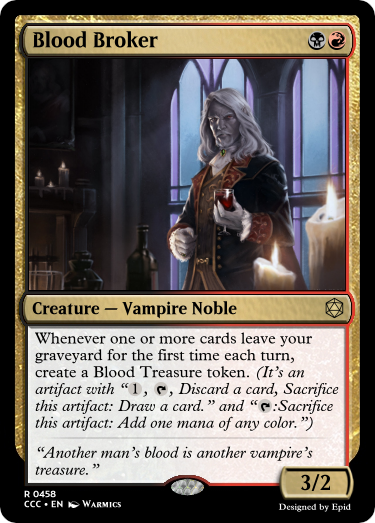 Blood Broker
Creature — Vampire Noble
Whenever one or more cards leave your
graveyard for the first time each turn,
create a Blood Treasure token. (It's an
artifact with “1, , Discard a card, Sacrifice
this artifact: Draw a card.” and “:Sacrifice
this artifact: Add one mana of any color.”)
“Another man's blood is another vampire's
treasure.”
3/2
R 0458
CCC • EN WARMICS
Designed by Epid